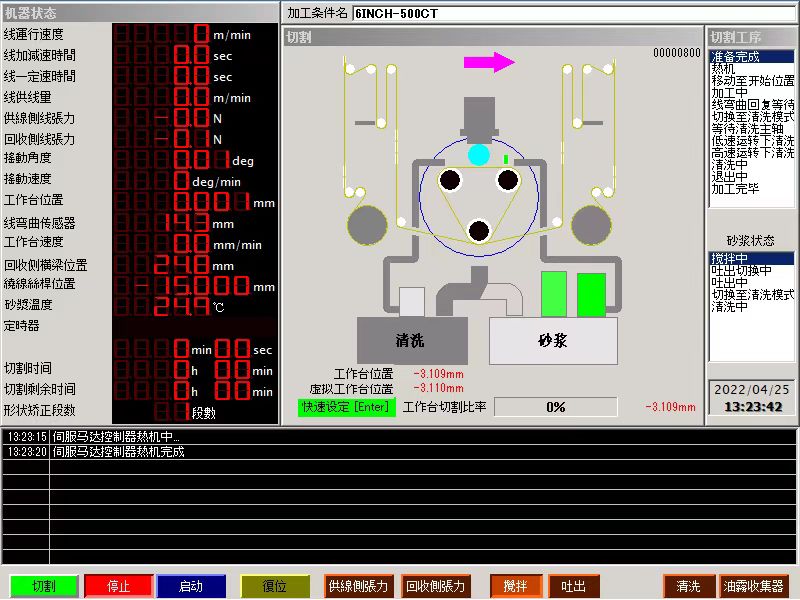 机器状态
线運行速度 0 m/min
线加减速時間 0.0 sec
线一定速時間 0.0 sec
线供线量 0.0 m/min
供線側线張力 -0.0 N
回收側线張力 -0.1 N
搖動角度 0.01 deg
搖動速度 0 deg/min
工作台位置 0.001 mm
线弯曲传感器 14.3 mm
工作台速度 0.0 mm/min
回收侧横梁位置 24.0 mm
繞線絲桿位置 -15.000 mm
砂漿溫度 24.9 ℃
定時器
0 min 00 sec
切割时间 0 h 00 min
切割剩余时间 0 h 00 min
形状矫正段数 01 段數
加工条件名 6INCH-500CT
切割
00000800
清洗
砂浆
工作台位置 -3.109mm
虚拟工作台位置 -3.110mm
快速设定 [Enter] 工作台切割比率 0% -3.109mm
切割工序
准备完成
热机
移动至开始位置
加工中
线弯曲回复等待
切换至清洗模式
等待清洗主轴
低速运转下清洗
高速运转下清洗
清洗中
退出中
加工完毕
砂浆状态
搅拌中
吐出切换中
吐出中
切换至清洗模式
清洗中
2022/04/25
13:23:42
13:23:15 伺服马达控制器热机中...
13:23:20 伺服马达控制器热机完成
切割 停止 启动 復位 供線側張力 回收側張力 攪拌 吐出 清洗 油霧收集器